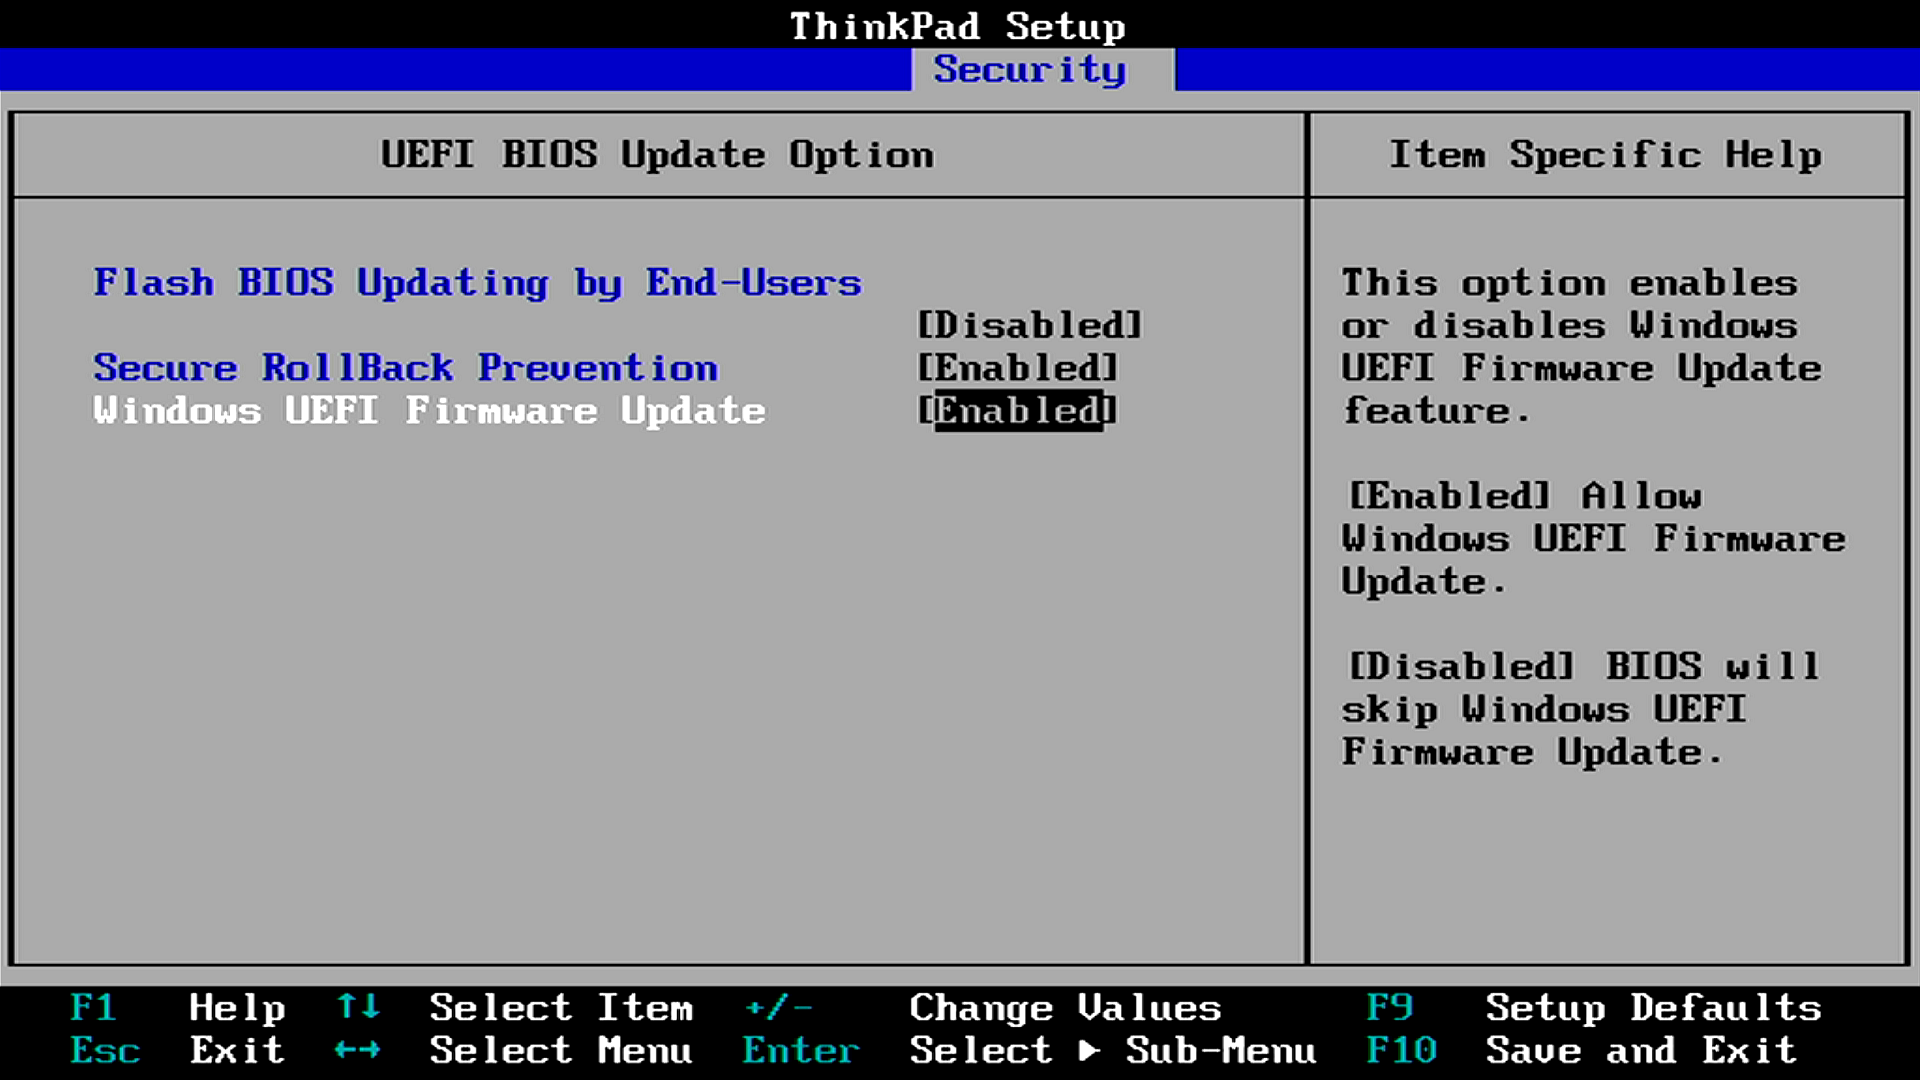 ThinkPad Setup
Security
UEFI BIOS Update Option
Item Specific Help
Flash BIOS Updating by End-Users
[Disabled]
Secure RollBack Prevention [Enabled]
Windows UEFI Firmware Update [Enabled]
This option enables
or disables Windows
UEFI Firmware Update
feature.
[Enabled] Allow
Windows UEFI Firmware
Update.
[Disabled] BIOS will
skip Windows UEFI
Firmware Update.
F1 Help ↑↓ Select Item +/- Change Values F9 Setup Defaults
Esc Exit ←→ Select Menu Enter Select ▶ Sub-Menu F10 Save and Exit